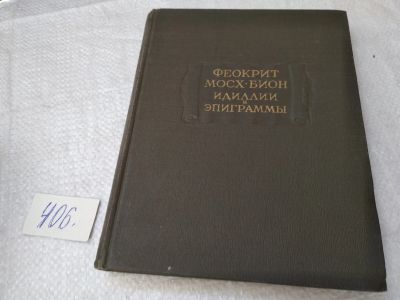 ФЕОКРИТ
МОСХ·БИОН
ИДИЛЛИИ
И
ЭПИГРАММЫ
406.